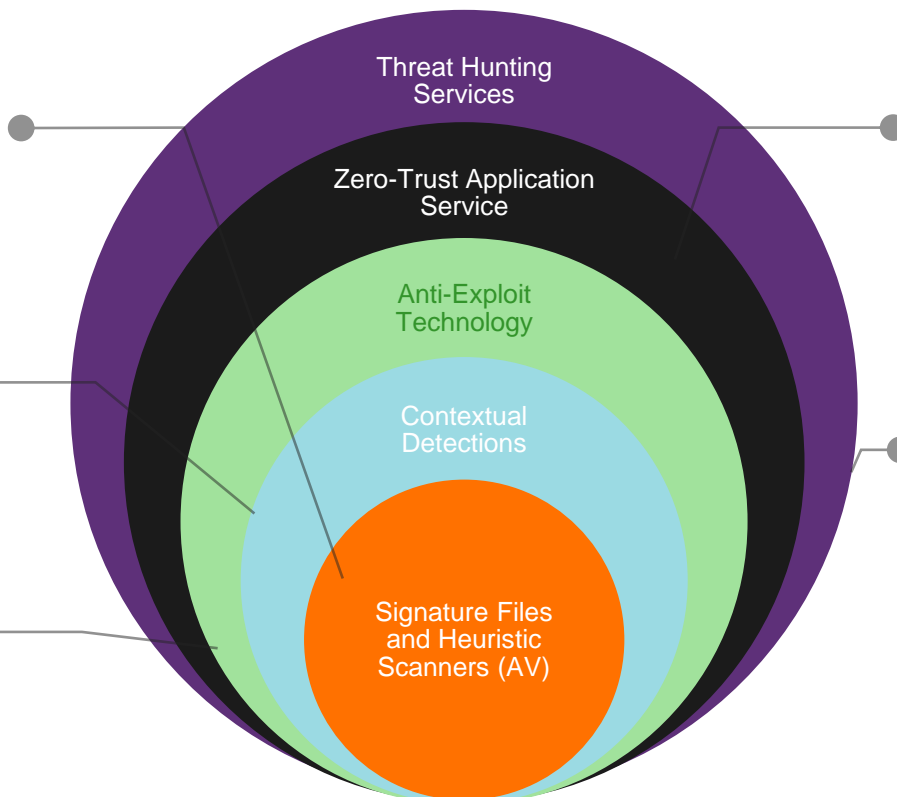 Threat Hunting
Services
Zero-Trust Application
Service
Anti-Exploit
Technology
Contextual
Detections
Signature Files
and Heuristic
Scanners (AV)